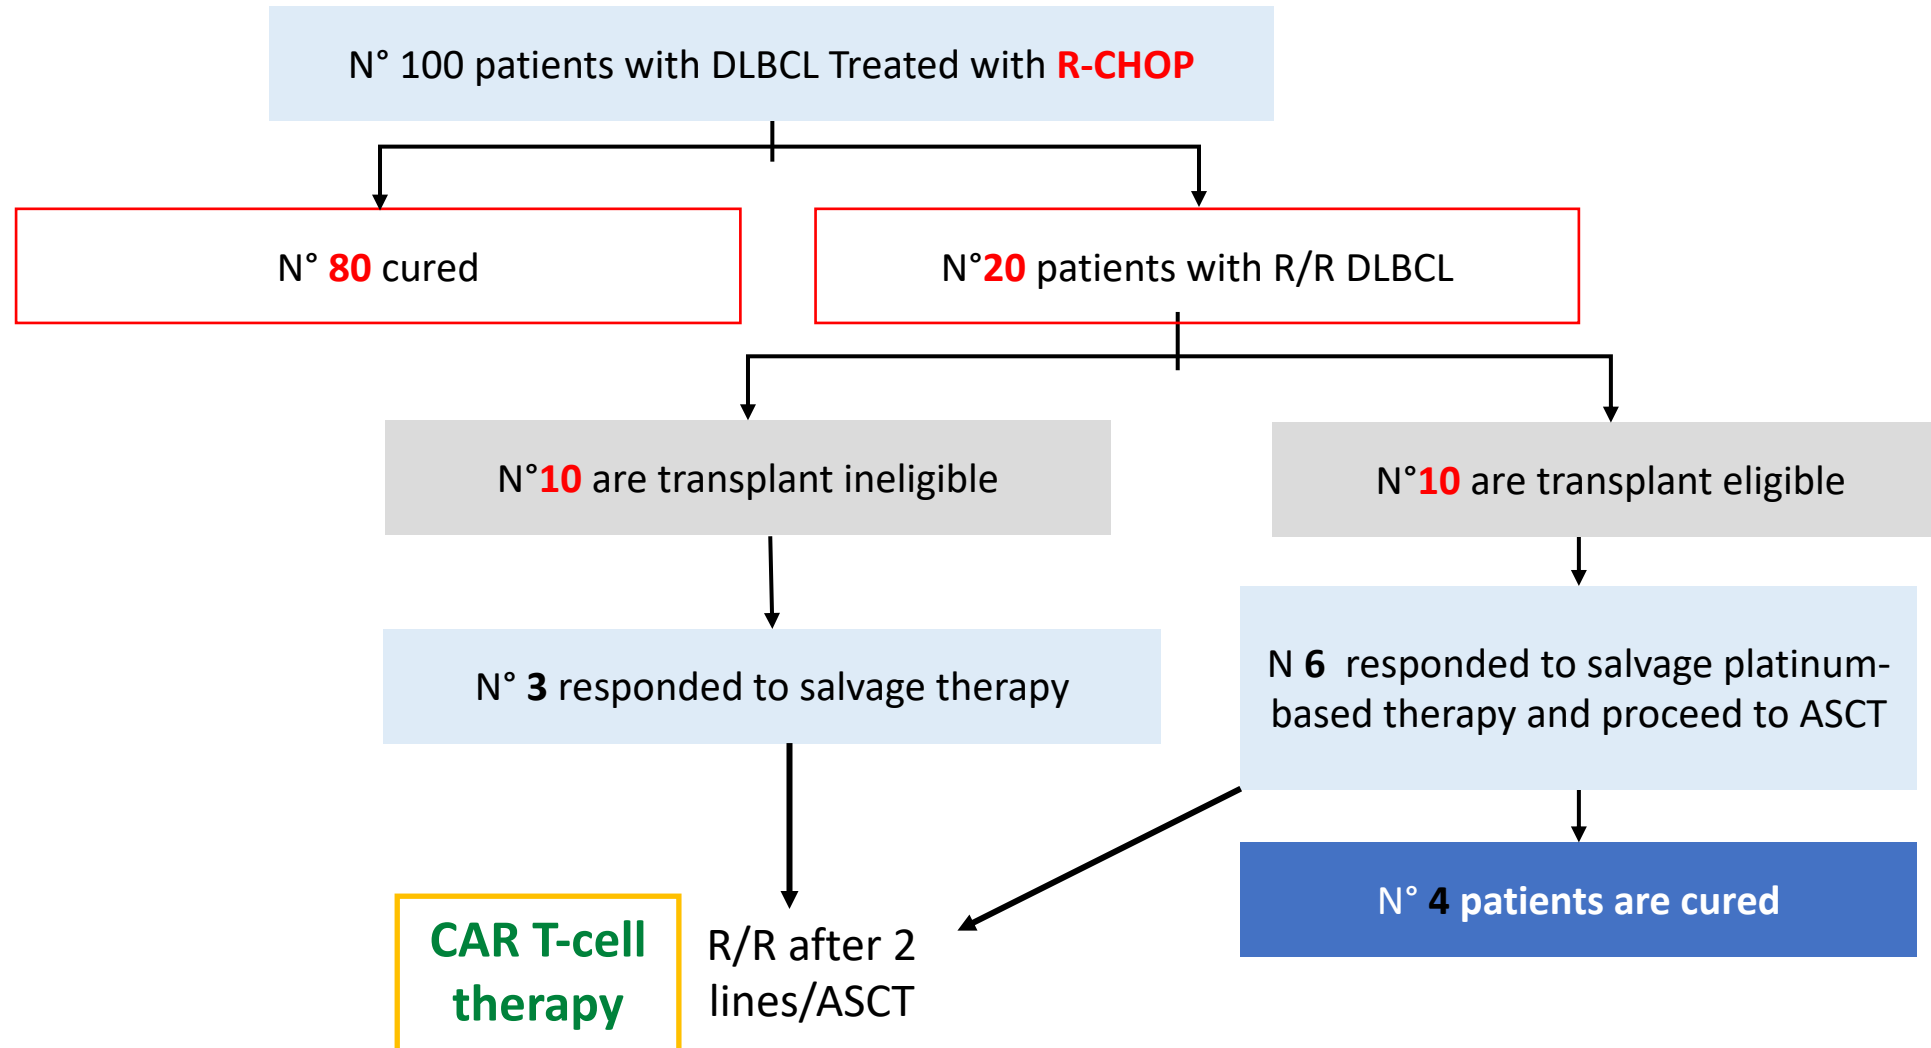 N° 100 patients with DLBCL Treated with R-CHOP
N° 80 cured
N°20 patients with R/R DLBCL
N°10 are transplant ineligible
N°10 are transplant eligible
N° 3 responded to salvage therapy
N 6 responded to salvage platinum-
based therapy and proceed to ASCT
N° 4 patients are cured
CAR T-cell
therapy
R/R after 2
lines/ASCT